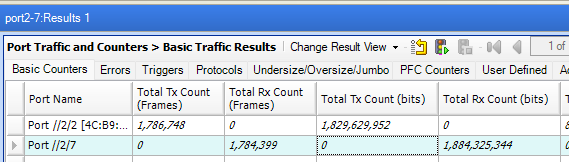 port2-7:Results 1
Port Traffic and Counters > Basic Traffic Results | Change Result View 1 of
Basic Counters Errors Triggers Protocols Undersize/Oversize/Jumbo PFC Counters User Defined
Port Name Total Tx Count (Frames) Total Rx Count (Frames) Total Tx Count (bits) Total Rx Count (bits)
Port //2/2 [4C:B9:... 1,786,748 0 1,829,629,952 0
Port //2/7 0 1,784,399 0 1,884,325,344